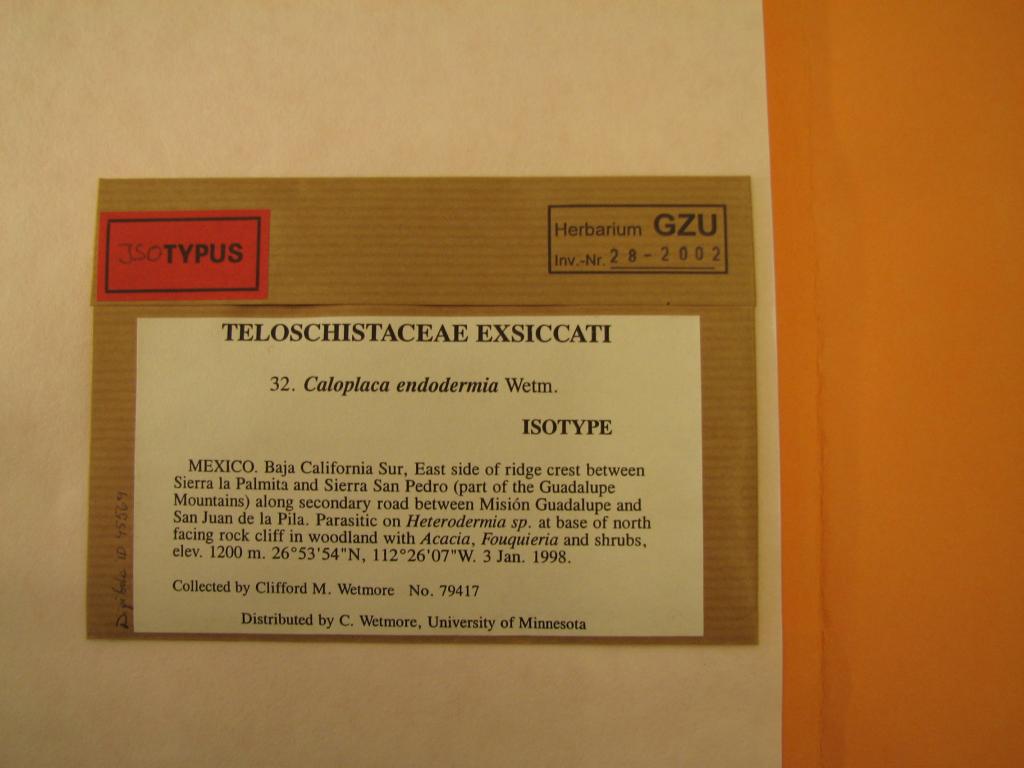 ISOTYPUS
Herbarium GZU
Inv.-Nr. 28-2002
TELOSCHISTACEAE EXSICCATI
32. Caloplaca endodermia Wetm.
ISOTYPE
MEXICO. Baja California Sur, East side of ridge crest between
Sierra la Palmita and Sierra San Pedro (part of the Guadalupe
Mountains) along secondary road between Misión Guadalupe and
San Juan de la Pila. Parasitic on Heterodermia sp. at base of north
facing rock cliff in woodland with Acacia, Fouquieria and shrubs,
elev. 1200 m. 26°53'54"N, 112°26'07"W. 3 Jan. 1998.
Collected by Clifford M. Wetmore No. 79417
Distributed by C. Wetmore, University of Minnesota
ID 45569